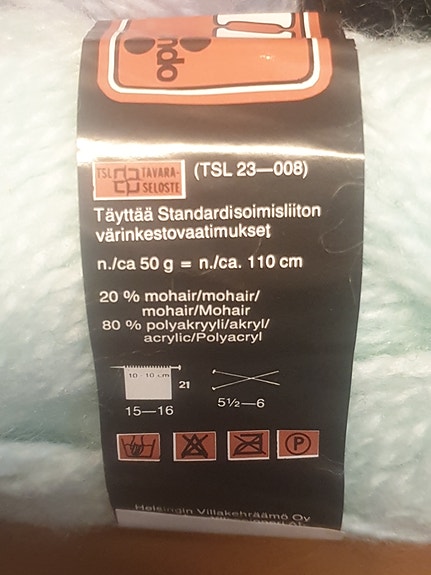 ndo
TSL TAVARA-
SELOSTE
(TSL 23—008)
Täyttää Standardisoimisliiton
värinkestovaatimukset
n./ca 50 g = n./ca. 110 cm
20 % mohair/mohair/
mohair/Mohair
80 % polyakryyli/akryl/
acrylic/Polyacryl
10 - 10 cm
21
15—16
5½—6
P
Helsingin Villakehräämö Oy